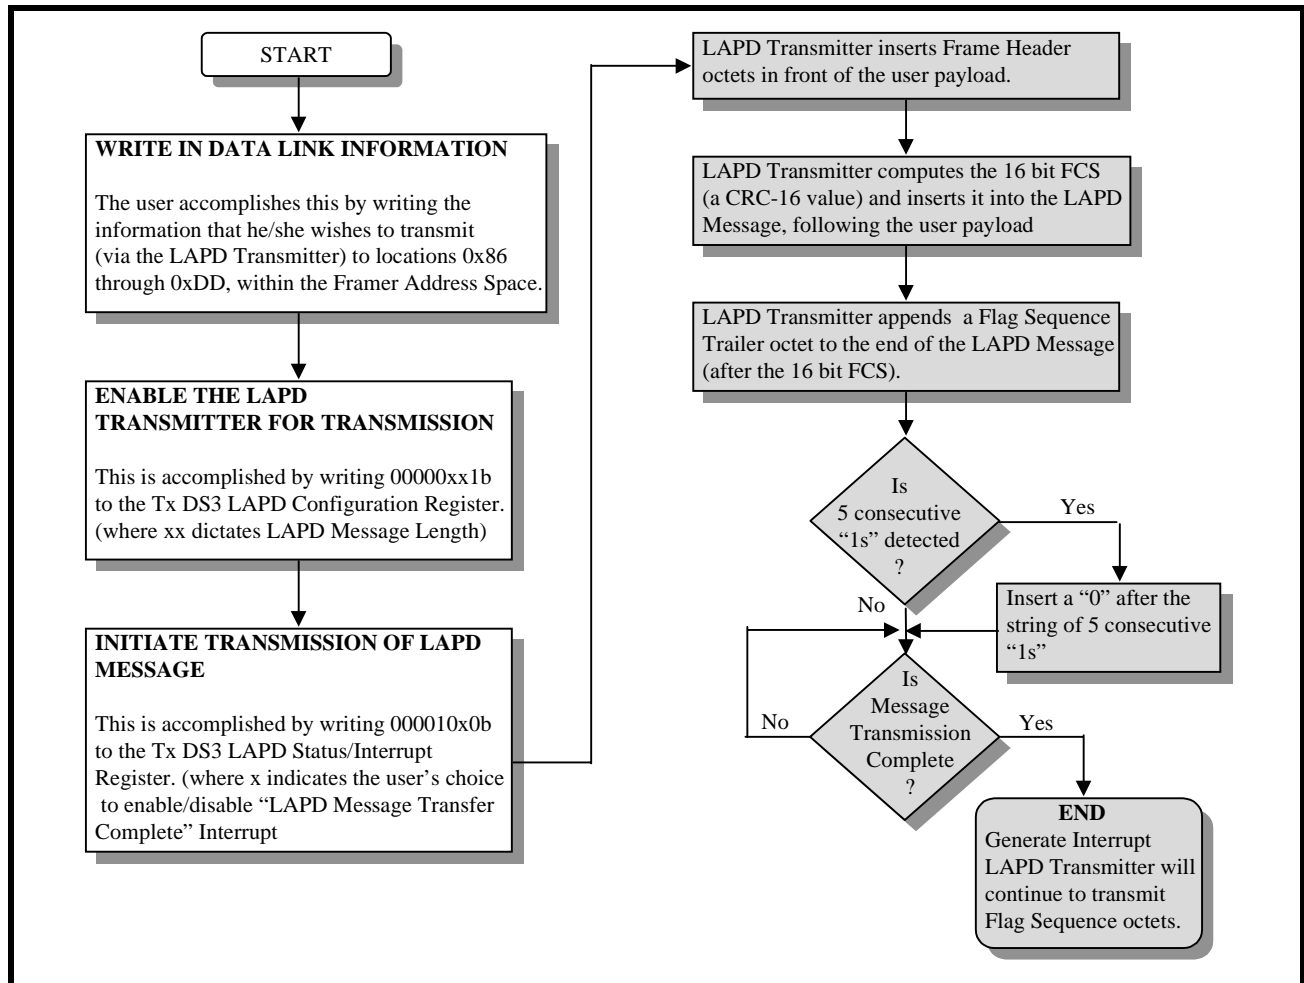 START
WRITE IN DATA LINK INFORMATION
The user accomplishes this by writing the
information that he/she wishes to transmit
(via the LAPD Transmitter) to locations 0x86
through 0xDD, within the Framer Address Space.
ENABLE THE LAPD
TRANSMITTER FOR TRANSMISSION
This is accomplished by writing 00000xx1b
to the Tx DS3 LAPD Configuration Register.
(where xx dictates LAPD Message Length)
INITIATE TRANSMISSION OF LAPD
MESSAGE
This is accomplished by writing 000010x0b
to the Tx DS3 LAPD Status/Interrupt
Register. (where x indicates the user’s choice
to enable/disable “LAPD Message Transfer
Complete” Interrupt
LAPD Transmitter inserts Frame Header
octets in front of the user payload.
LAPD Transmitter computes the 16 bit FCS
(a CRC-16 value) and inserts it into the LAPD
Message, following the user payload
LAPD Transmitter appends a Flag Sequence
Trailer octet to the end of the LAPD Message
(after the 16 bit FCS).
Is
5 consecutive
“1s” detected
?
Yes
No
Insert a “0” after the
string of 5 consecutive
“1s”
Is
Message
Transmission
Complete
?
No
Yes
END
Generate Interrupt
LAPD Transmitter will
continue to transmit
Flag Sequence octets.